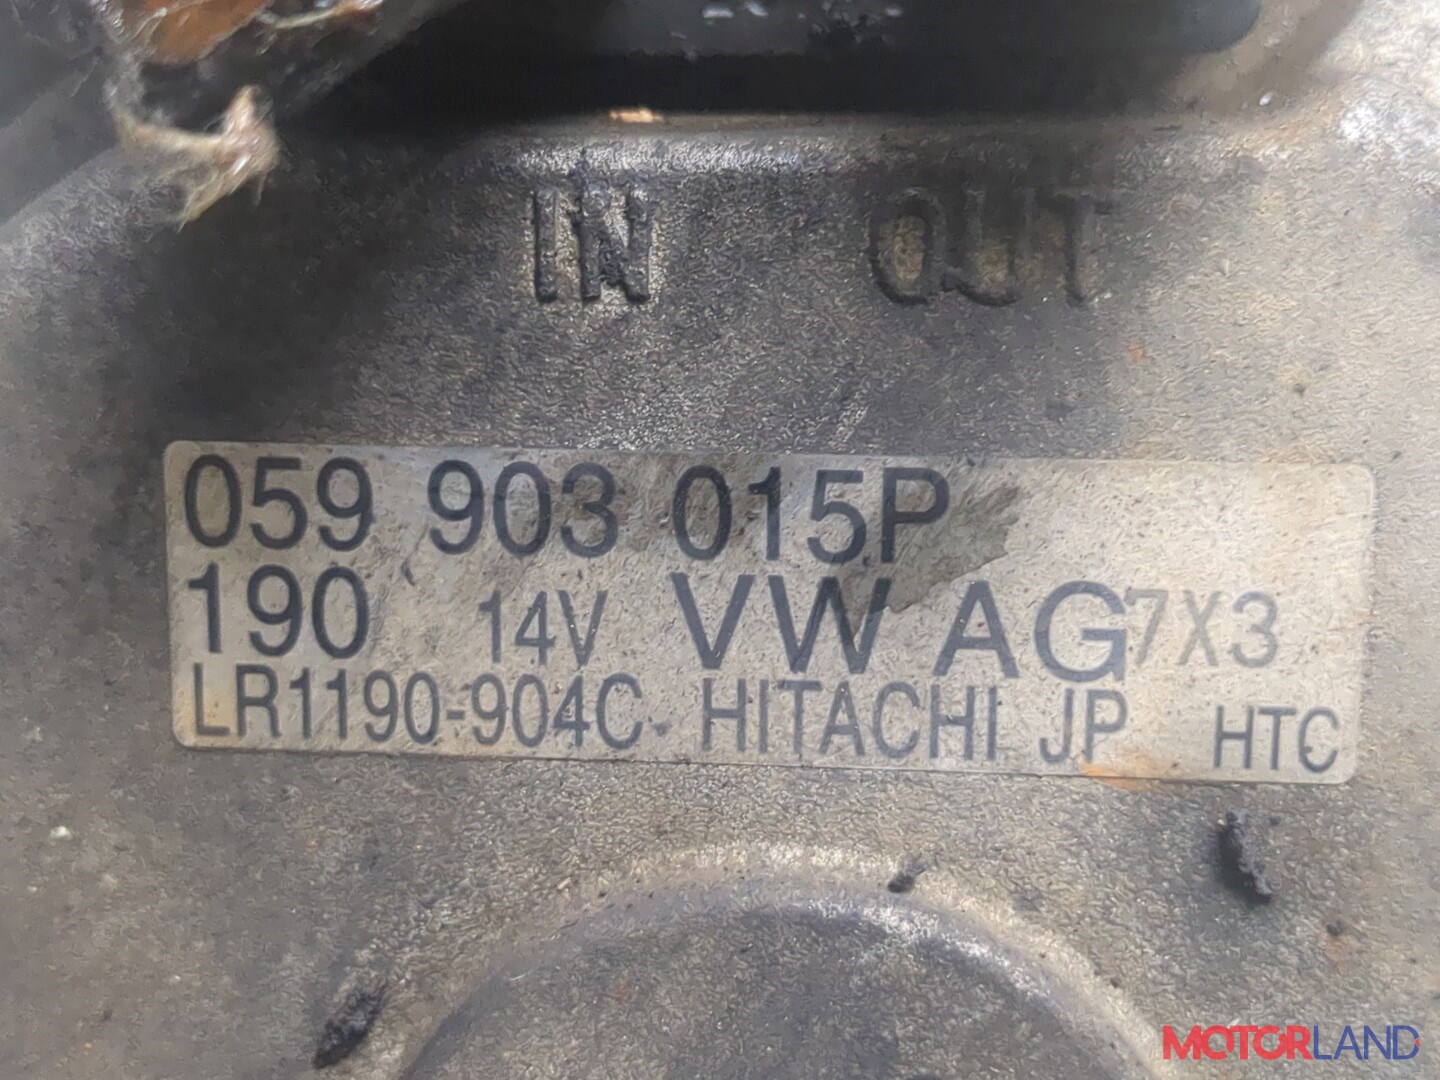 IN OUT
059 903 015P
190 14V VW AG 7X3
LR1190-904C HITACHI JP HTC
MOTORLAND